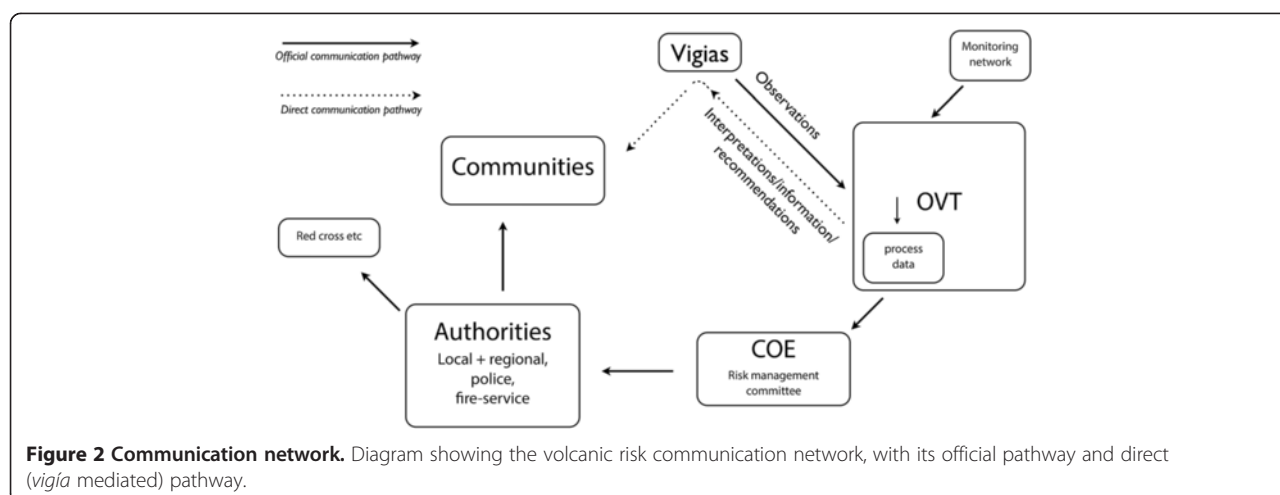 Official communication pathway
Direct communication pathway
Vigias
Monitoring
network
Observations
Interpretations/information/
recommendations
Communities
OVT
process
data
Red cross etc
Authorities
Local + regional,
police,
fire-service
COE
Risk management
committee
Figure 2 Communication network. Diagram showing the volcanic risk communication network, with its official pathway and direct
(vigía mediated) pathway.